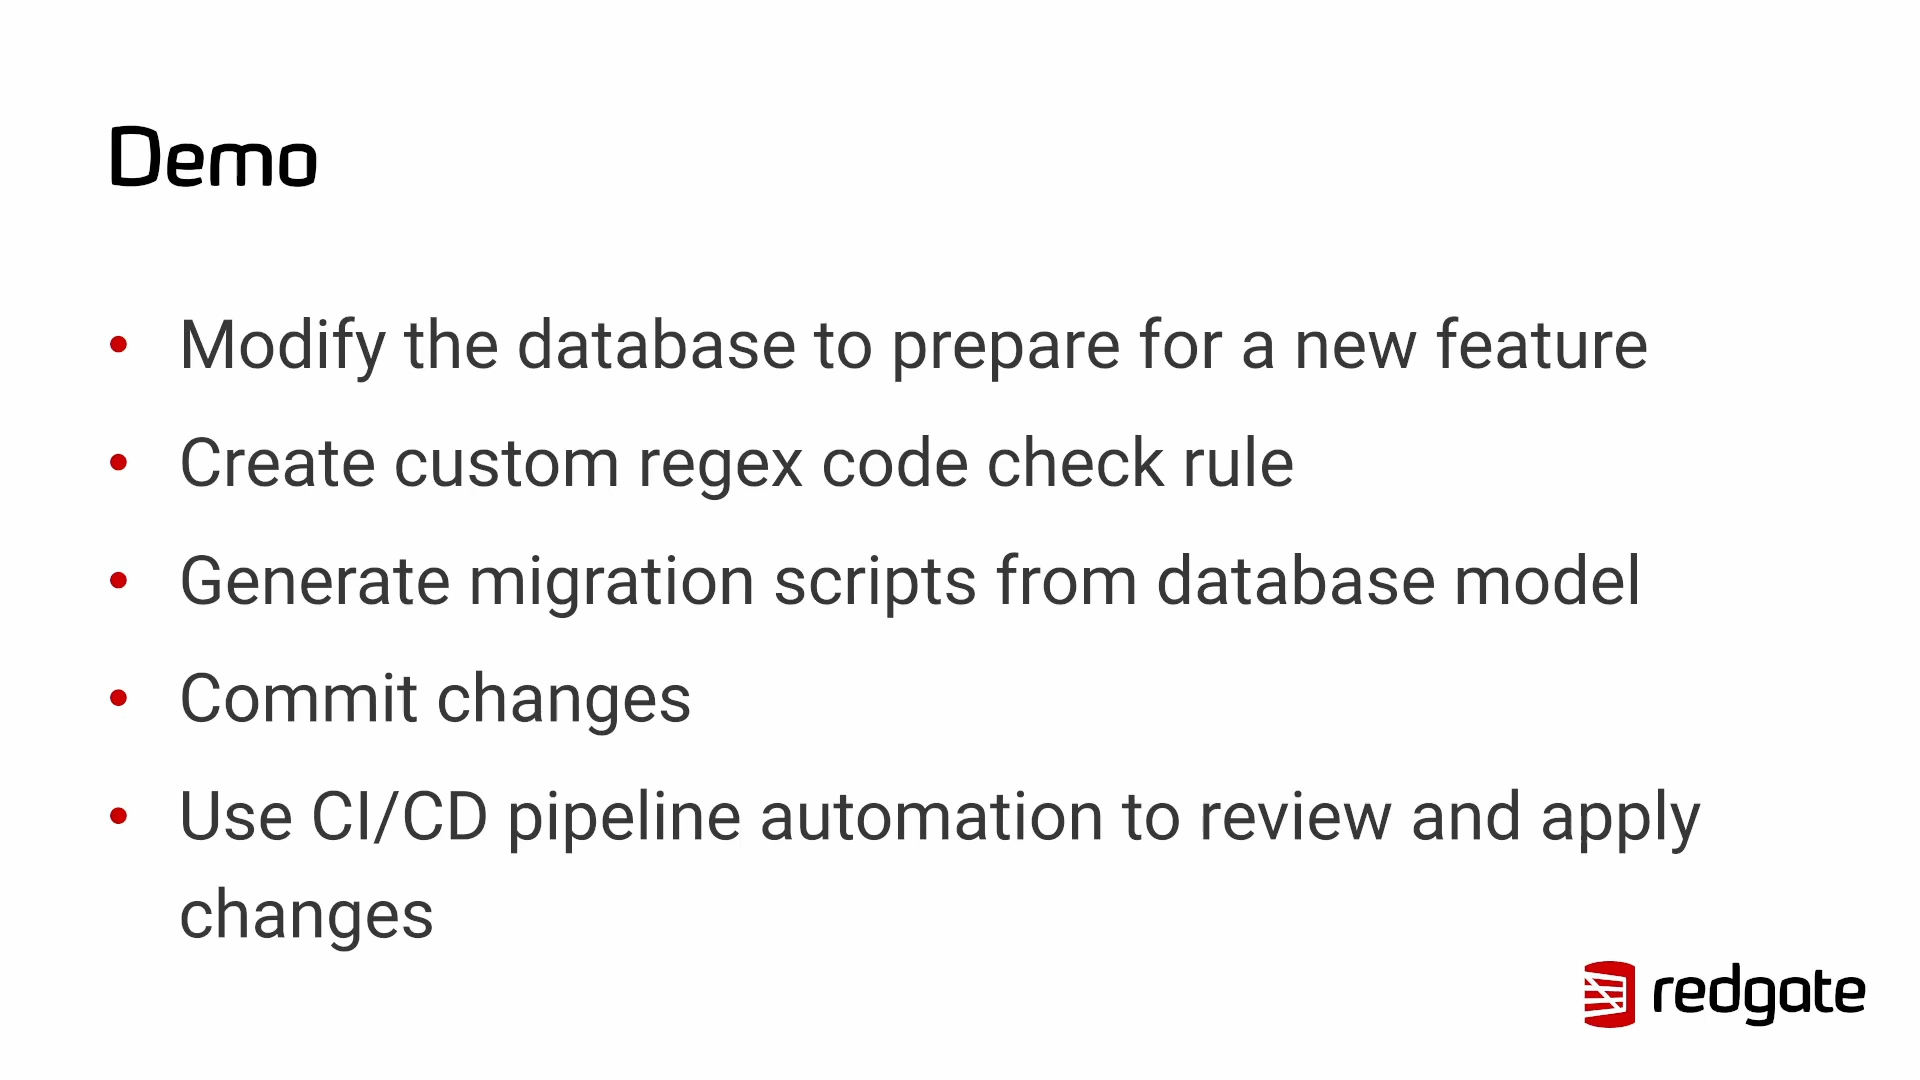 Demo
• Modify the database to prepare for a new feature
• Create custom regex code check rule
• Generate migration scripts from database model
• Commit changes
• Use CI/CD pipeline automation to review and apply
changes
redgate